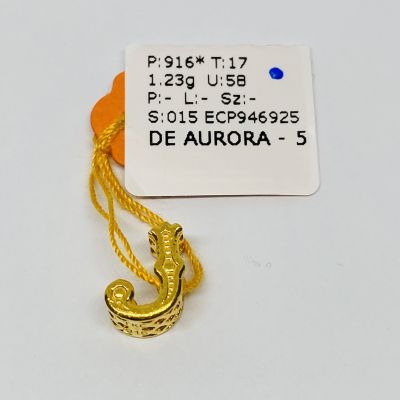 P:916* T:17
1.23g U:58
P:- L:- Sz:-
S:015 ECP946925
DE AURORA - 5